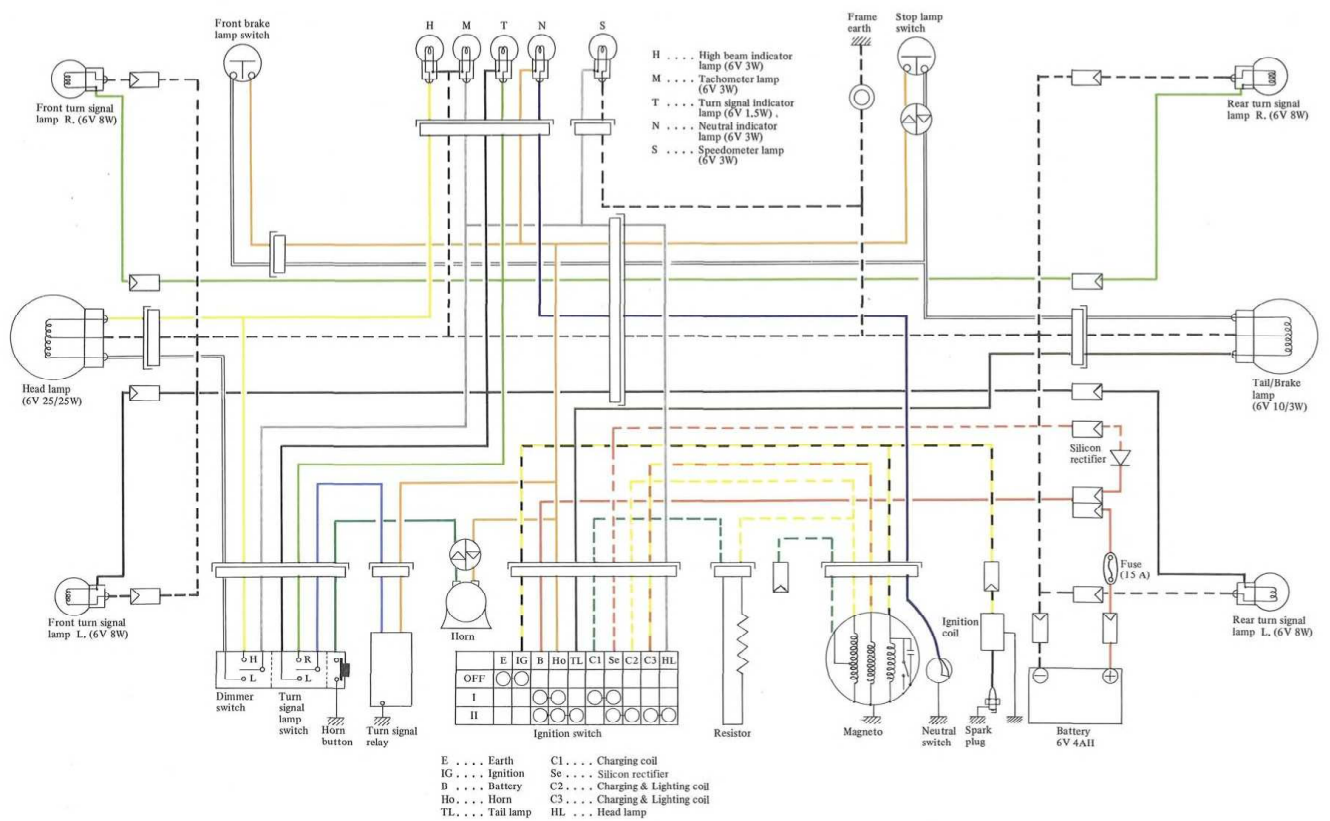 Front brake
lamp switch
H M T N S
Frame
earth
Stop lamp
switch
H .... High beam indicator
lamp (6V 3W)
M .... Tachometer lamp
(6V 3W)
T .... Turn signal indicator
lamp (6V 1.5W) .
N .... Neutral indicator
lamp (6V 3W)
S .... Speedometer lamp
(6V 3W)
Front turn signal
lamp R. (6V 8W)
Rear turn signal
lamp R. (6V 8W)
Head lamp
(6V 25/25W)
Tail/Brake
lamp
(6V 10/3W)
Silicon
rectifier
Fuse
(15 A)
Front turn signal
lamp L. (6V 8W)
Rear turn signal
lamp L. (6V 8W)
Horn
Ignition
coil
H
L
R
L
Dimmer
switch
Turn
signal
lamp
switch
Horn
button
Turn signal
relay
E IG B Ho TL C1 Se C2 C3 HL
OFF
I
II
Ignition switch
Resistor
Magneto
Neutral
switch
Spark
plug
Battery
6V 4AH
E .... Earth
IG .... Ignition
B .... Battery
Ho .... Horn
TL .... Tail lamp
C1 .... Charging coil
Se .... Silicon rectifier
C2 .... Charging & Lighting coil
C3 .... Charging & Lighting coil
HL .... Head lamp